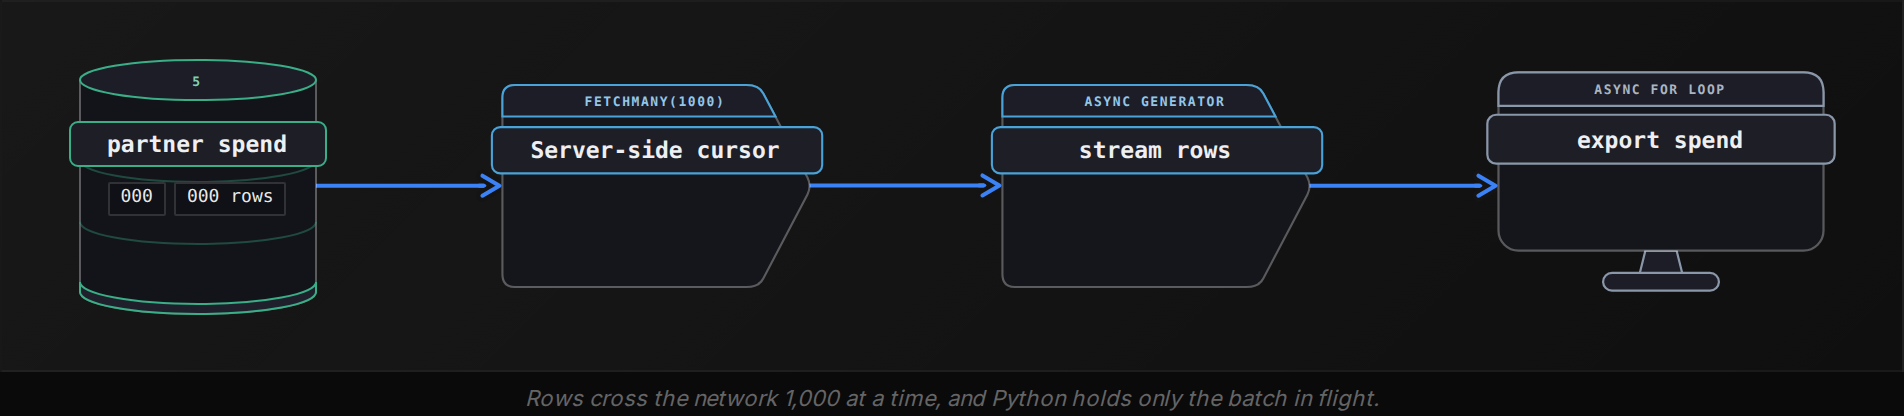 5
partner spend
000
000 rows
FETCHMANY(1000)
Server-side cursor
ASYNC GENERATOR
stream rows
ASYNC FOR LOOP
export spend
Rows cross the network 1,000 at a time, and Python holds only the batch in flight.